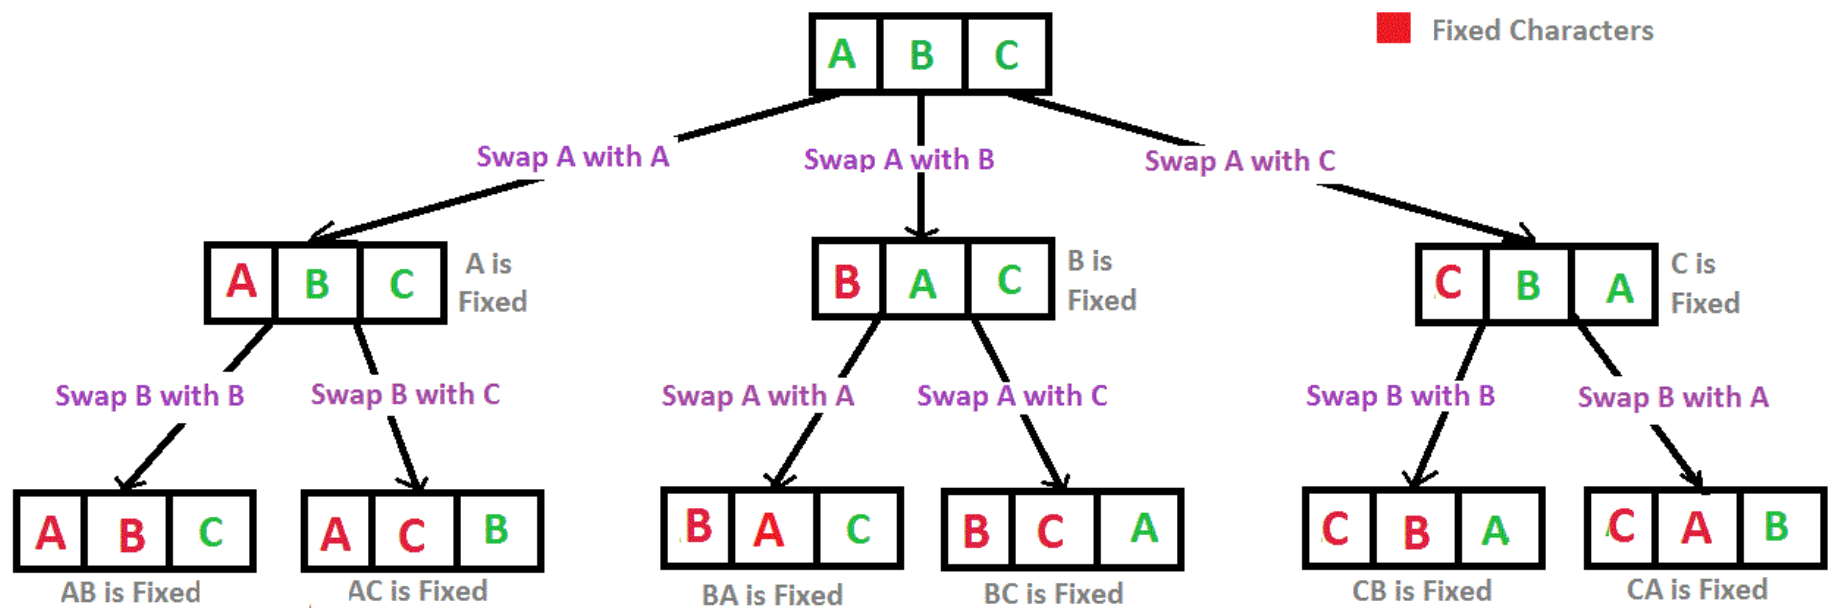 A B C
Fixed Characters
Swap A with A
Swap A with B
Swap A with C
A B C
A is
Fixed
B A C
B is
Fixed
C B A
C is
Fixed
Swap B with B
Swap B with C
Swap A with A
Swap A with C
Swap B with B
Swap B with A
A B C
A C B
B A C
B C A
C B A
C A B
AB is Fixed
AC is Fixed
BA is Fixed
BC is Fixed
CB is Fixed
CA is Fixed